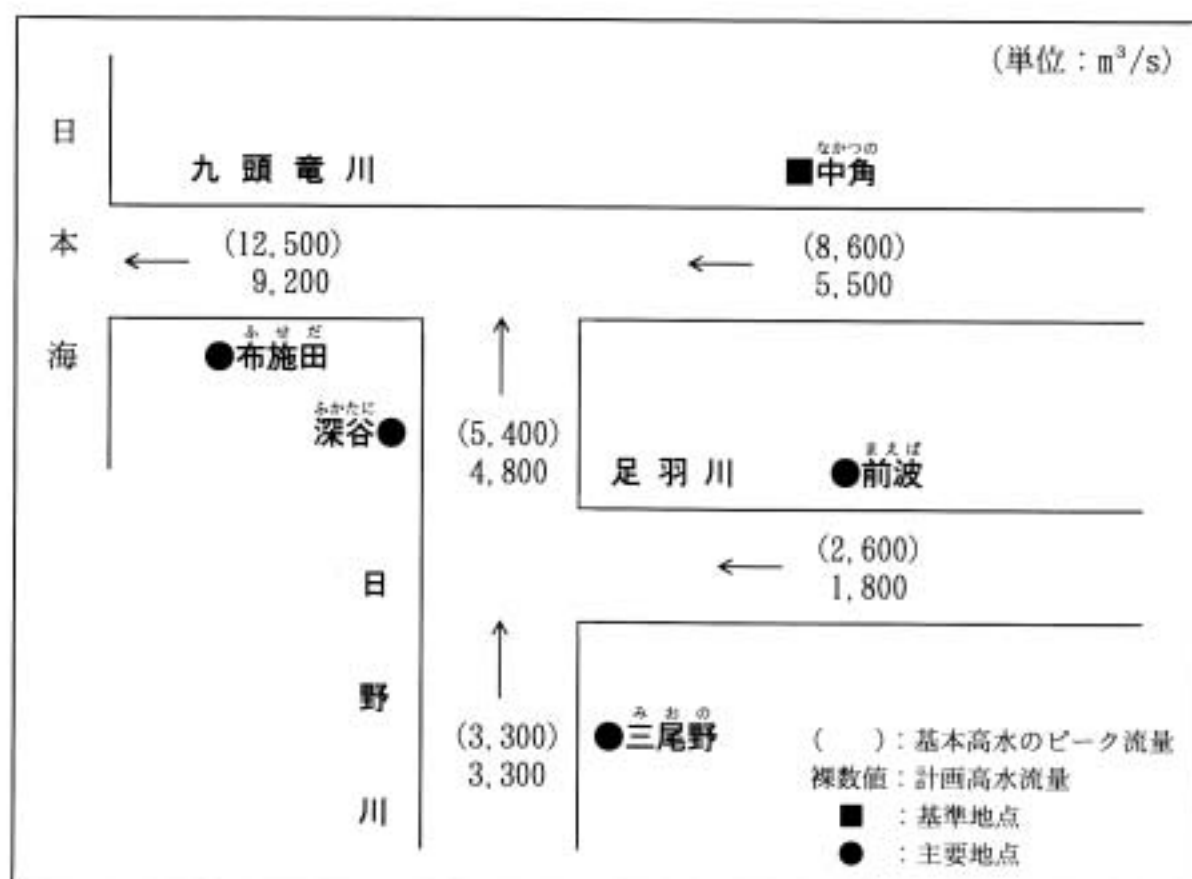 (単位：m³/s)
日本海
九頭竜川
なかつの
■中角
(12,500)
9,200
(8,600)
5,500
ふせだ
●布施田
ふかたに
深谷●
(5,400)
4,800
足羽川
まえば
●前波
(2,600)
1,800
日野川
(3,300)
3,300
みおの
●三尾野
(　)：基本高水のピーク流量
裸数値：計画高水流量
■：基準地点
●：主要地点